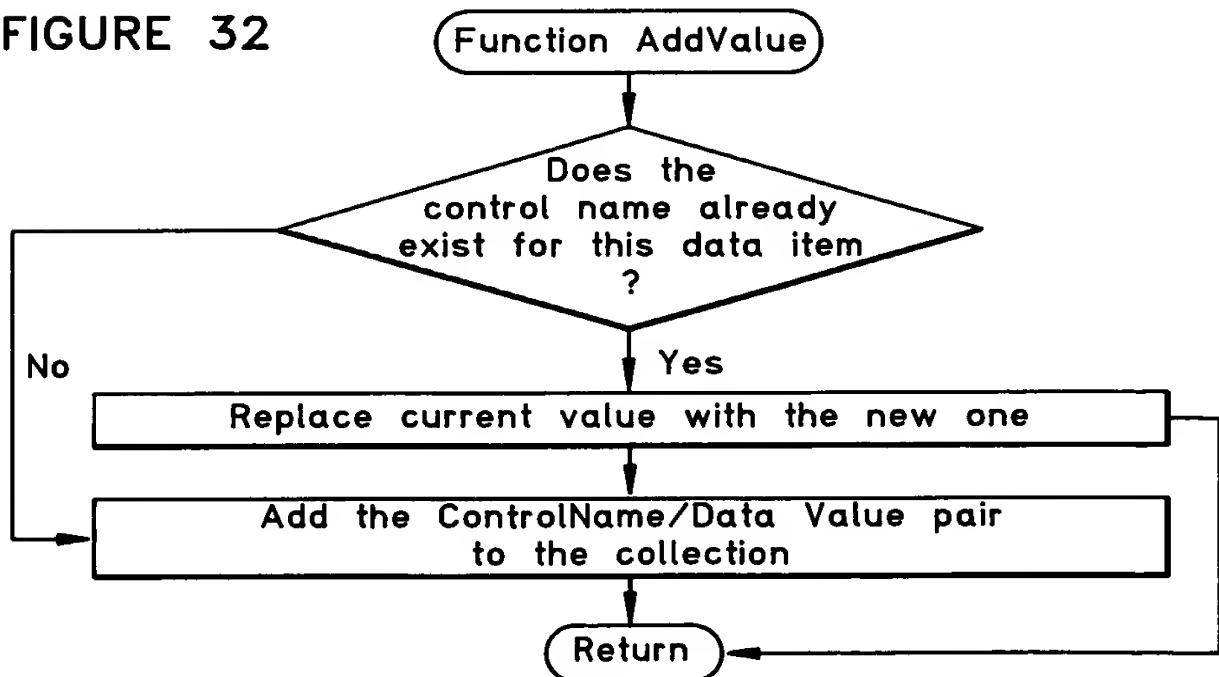 FIGURE 32
Function AddValue
Does the
control name already
exist for this data item
?
No
Yes
Replace current value with the new one
Add the ControlName/Data Value pair
to the collection
Return